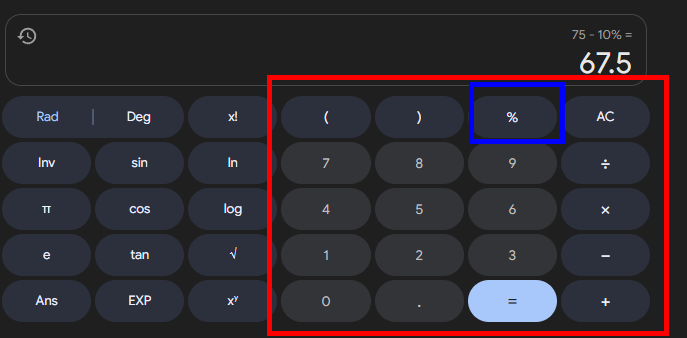 75 - 10% =
67.5
Rad | Deg x! ( ) % AC
Inv sin ln 7 8 9 ÷
π cos log 4 5 6 ×
e tan √ 1 2 3 −
Ans EXP xʸ 0 . = +